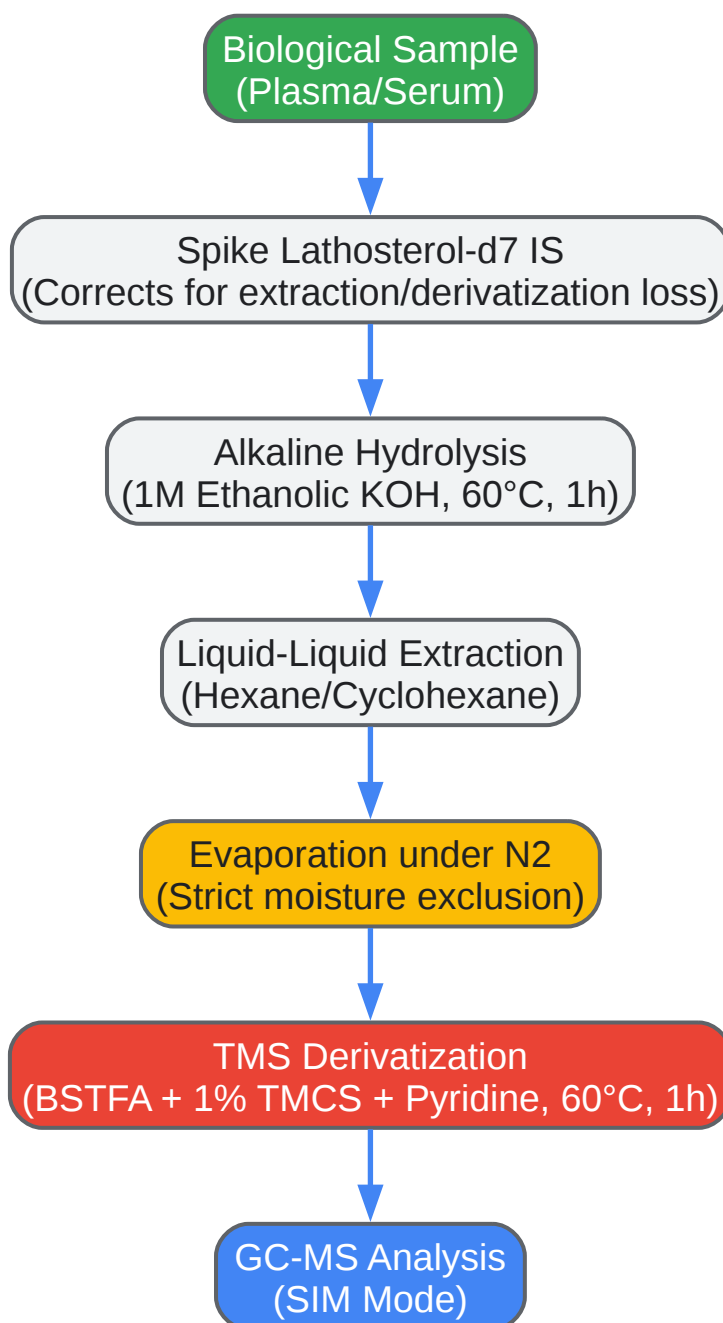 Biological Sample
(Plasma/Serum)
Spike Lathosterol-d7 IS
(Corrects for extraction/derivatization loss)
Alkaline Hydrolysis
(1M Ethanolic KOH, 60°C, 1h)
Liquid-Liquid Extraction
(Hexane/Cyclohexane)
Evaporation under N2
(Strict moisture exclusion)
TMS Derivatization
(BSTFA + 1% TMCS + Pyridine, 60°C, 1h)
GC-MS Analysis
(SIM Mode)